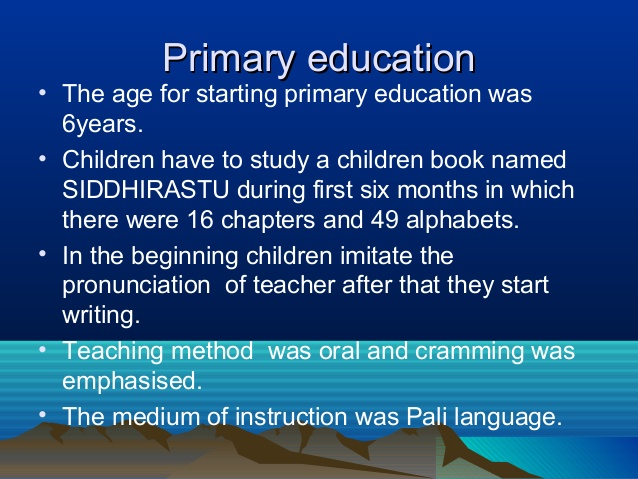 Primary education
• The age for starting primary education was
6years.
• Children have to study a children book named
SIDDHIRASTU during first six months in which
there were 16 chapters and 49 alphabets.
• In the beginning children imitate the
pronunciation  of teacher after that they start
writing.
• Teaching method  was oral and cramming was
emphasised.
• The medium of instruction was Pali language.